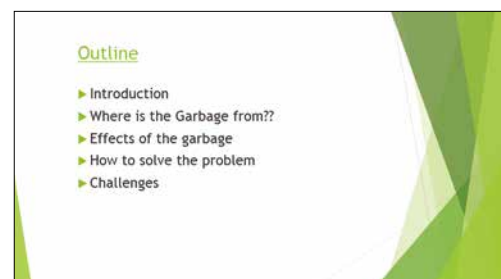 Outline
Introduction
Where is the Garbage from??
Effects of the garbage
How to solve the problem
Challenges